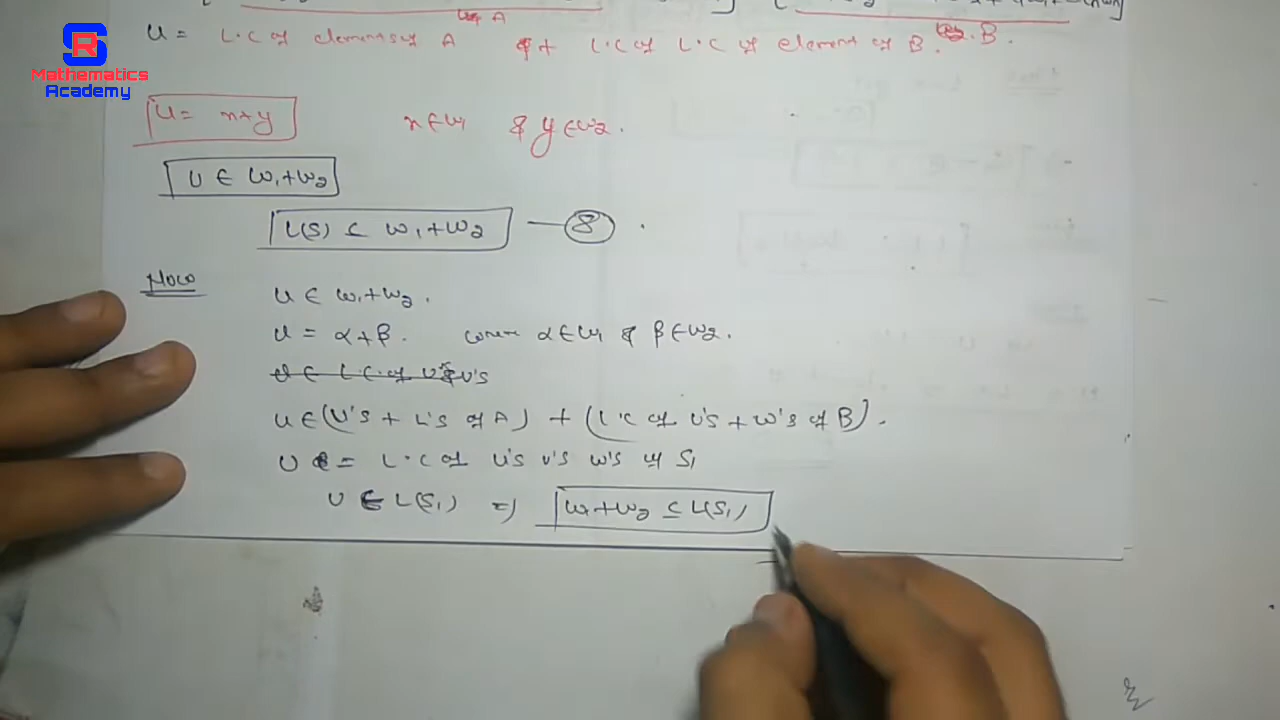 SR
Mathematics
Academy
U = L.C of elements of A + L.C of L.C of element of B. B.
U = x+y x∈W1 & y∈W2.
U ∈ W1+W2
L(S) ⊆ W1+W2 — 8 .
Now
U ∈ W1+W2.
U = α+β. where α∈W1 & β∈W2.
U∈(U's + L's of A) + (L.C of U's + W's of B).
U = L.C of U's V's W's of S1
U ∈ L(S1) => W1+W2 ⊆ L(S1)